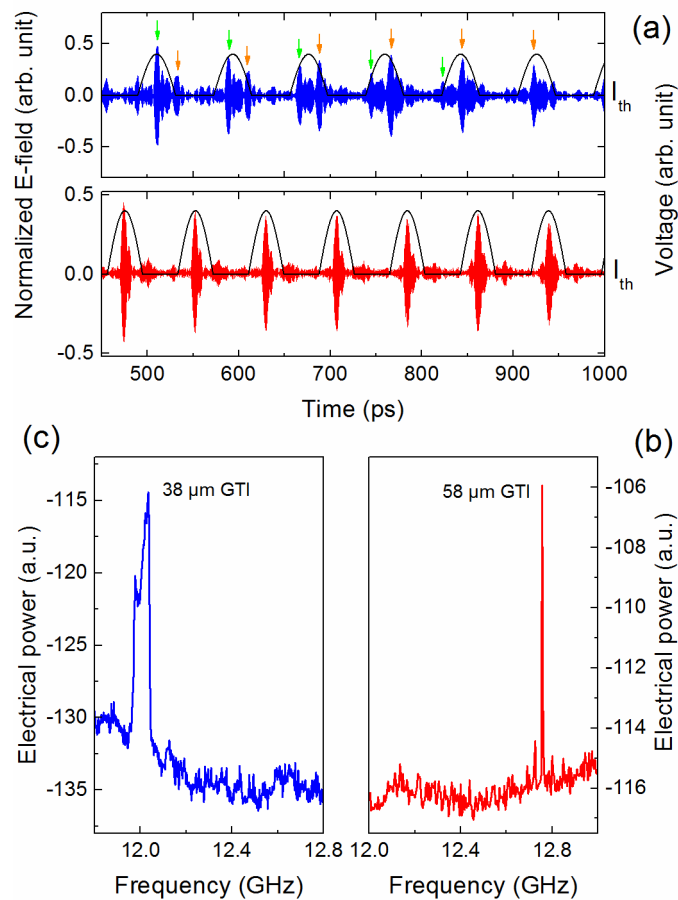 (a)
Normalized E-field (arb. unit)
0.5
0.0
-0.5
I_th
Voltage (arb. unit)
0.5
0.0
-0.5
I_th
500 600 700 800 900 1000
Time (ps)
(c)
38 µm GTI
Electrical power (a.u.)
-115
-120
-125
-130
-135
12.0 12.4 12.8
Frequency (GHz)
(b)
58 µm GTI
-106
-108
-110
-112
-114
-116
Electrical power (a.u.)
12.0 12.4 12.8
Frequency (GHz)